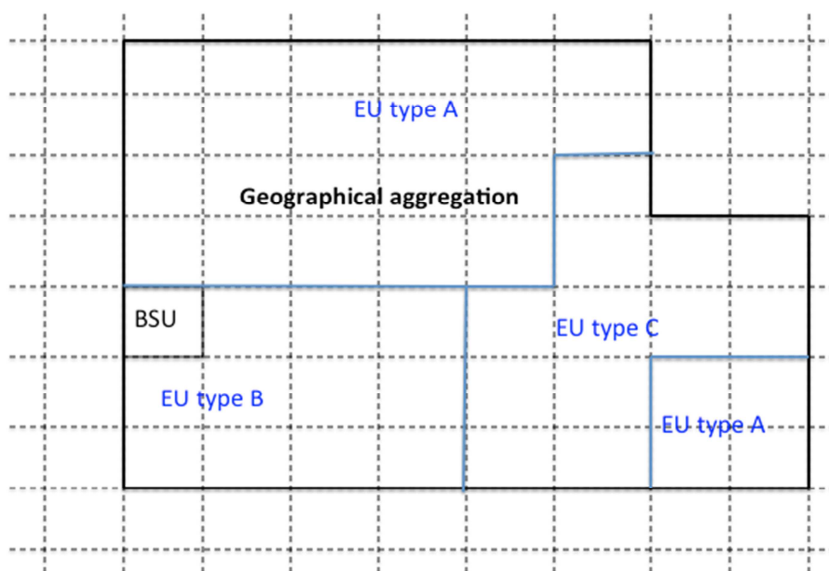 EU type A
Geographical aggregation
BSU
EU type C
EU type B
EU type A